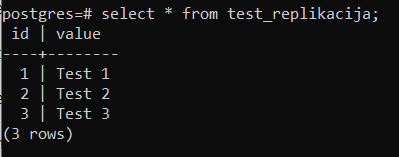 postgres=# select * from test_replikacija;
 id | value
----+--------
  1 | Test 1
  2 | Test 2
  3 | Test 3
(3 rows)